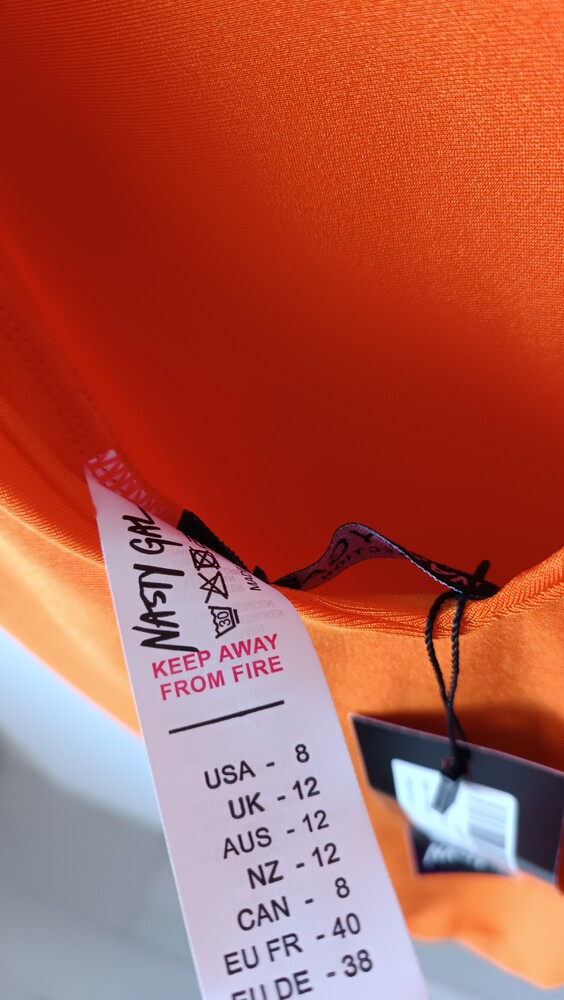 NASTY GAL
30
KEEP AWAY
FROM FIRE
USA - 8
UK - 12
AUS - 12
NZ - 12
CAN - 8
EU FR - 40
EU DE - 38